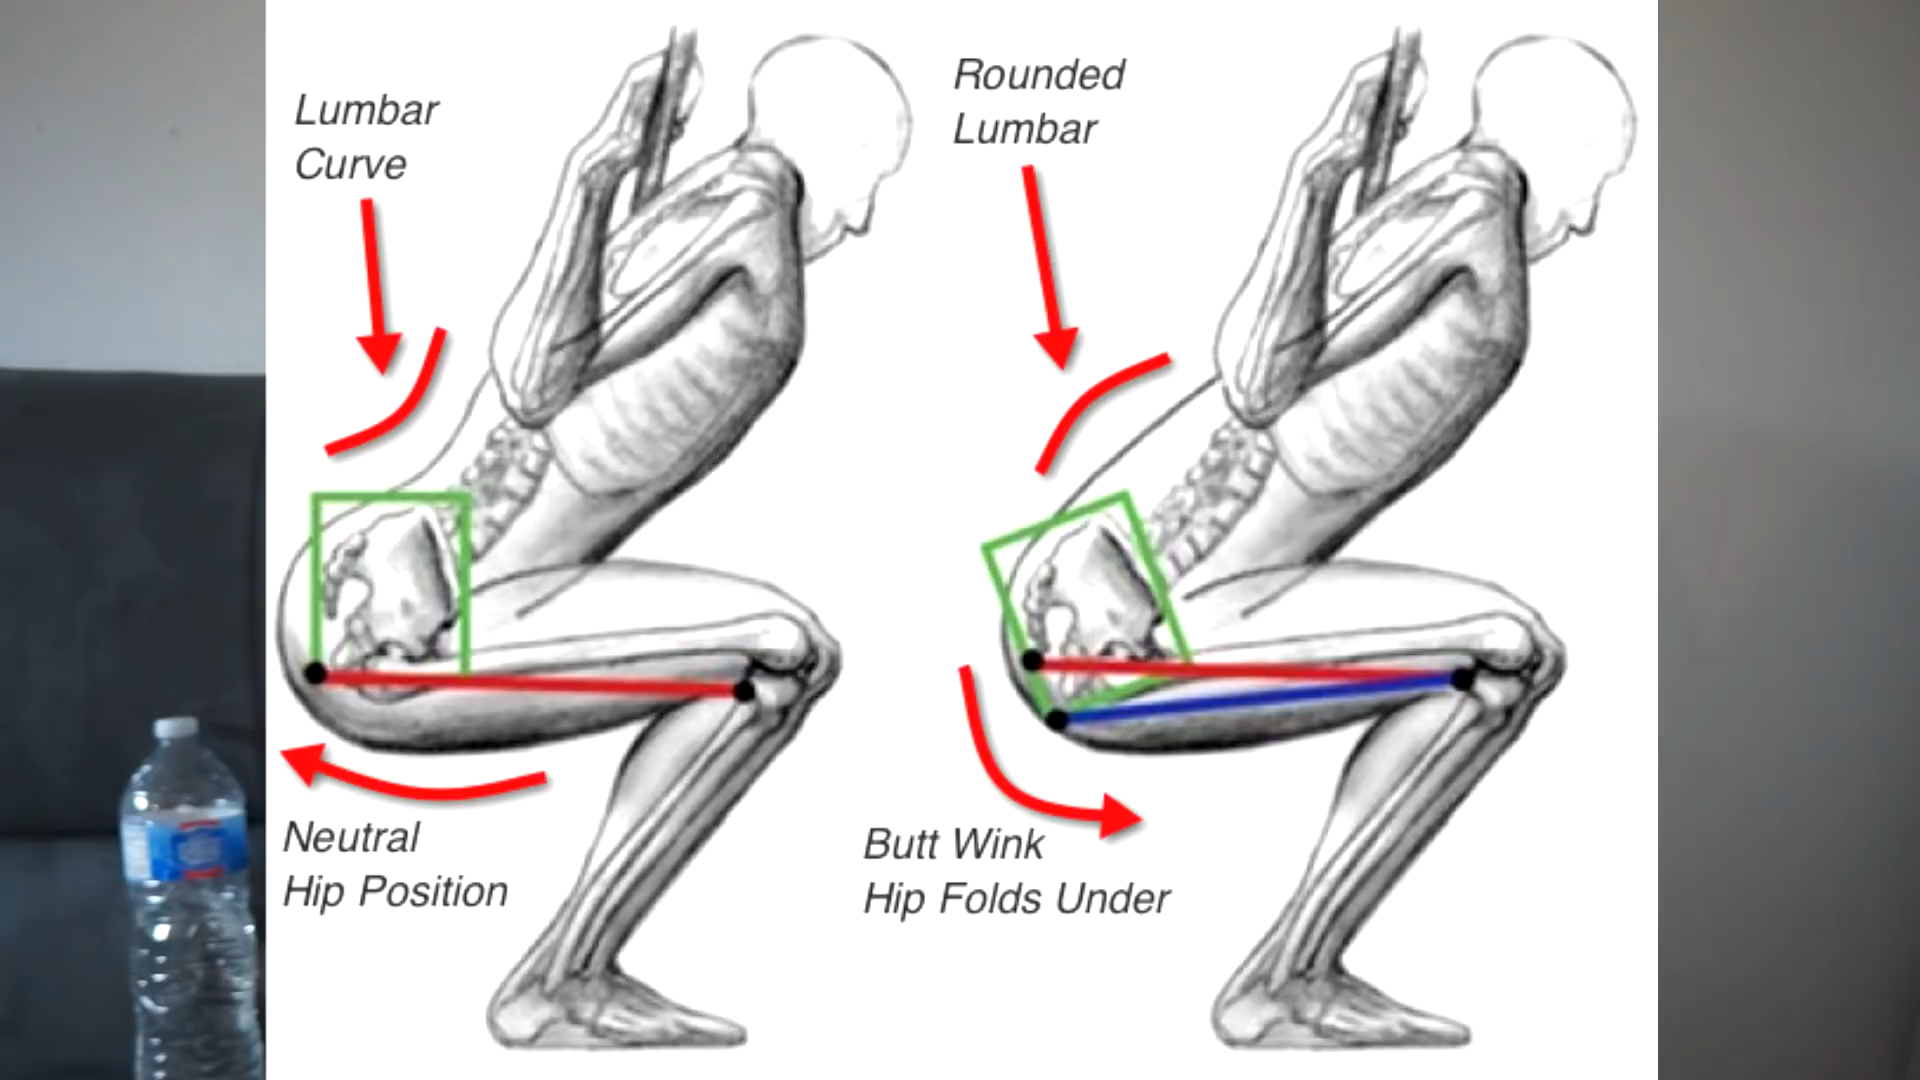 Lumbar
Curve
Rounded
Lumbar
Neutral
Hip Position
Butt Wink
Hip Folds Under